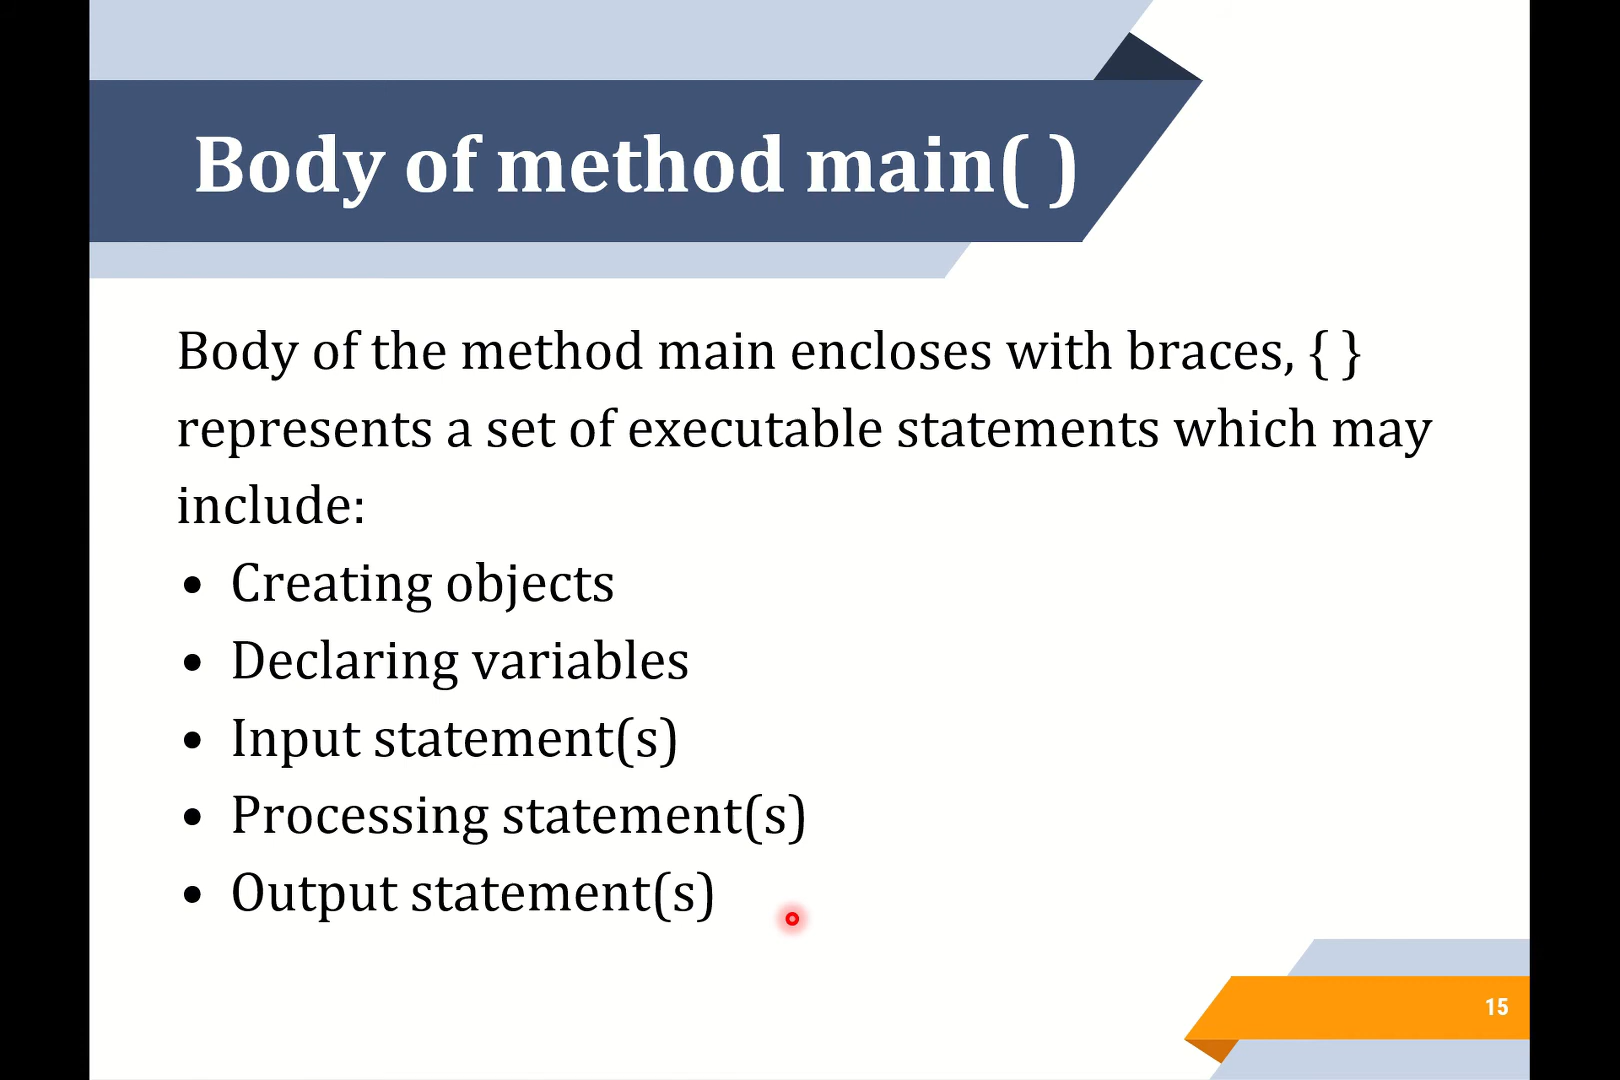 Body of method main( )
Body of the method main encloses with braces, { }
represents a set of executable statements which may
include:
• Creating objects
• Declaring variables
• Input statement(s)
• Processing statement(s)
• Output statement(s)
15